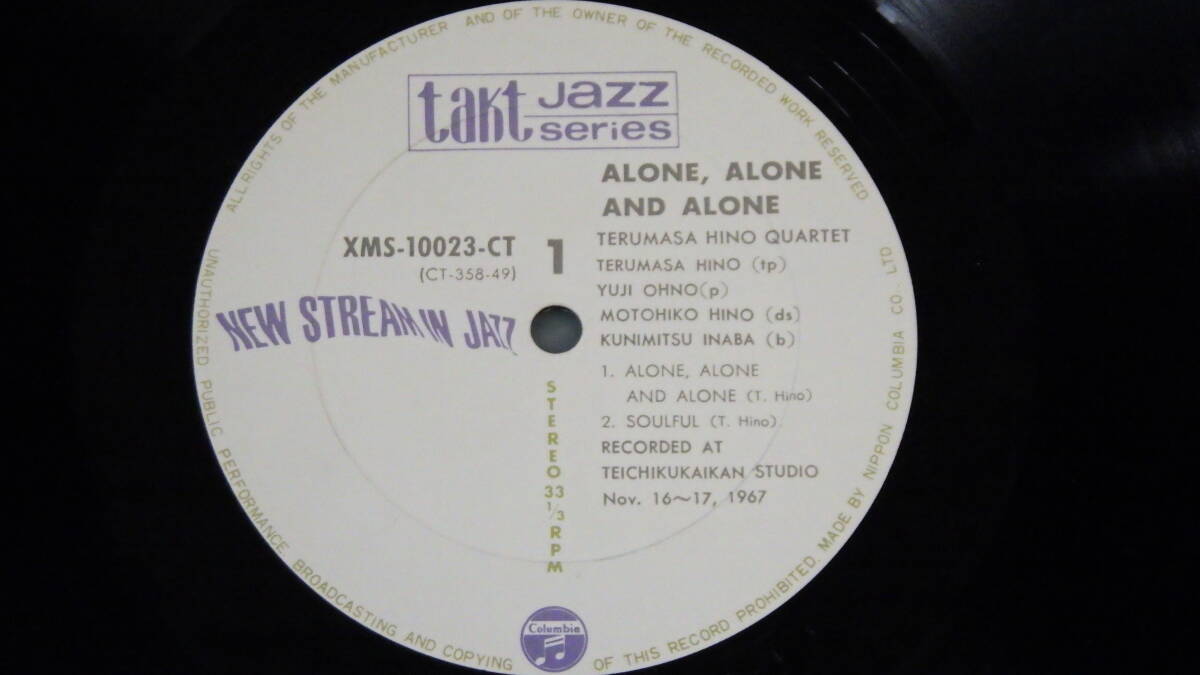 takt jazz
series
ALONE, ALONE
AND ALONE
XMS-10023-CT
(CT-358-49)
1
NEW STREAM IN JAZZ
TERUMASA HINO QUARTET
TERUMASA HINO (tp)
YUJI OHNO(p)
MOTOHIKO HINO (ds)
KUNIMITSU INABA (b)
1. ALONE, ALONE
AND ALONE (T. Hino)
2. SOULFUL (T. Hino)
RECORDED AT
TEICHIKUKAIKAN STUDIO
Nov. 16～17, 1967
STEREO 33 1/3 RPM
Columbia
ALL RIGHTS OF THE MANUFACTURER AND OF THE OWNER OF THE RECORDED WORK RESERVED.
UNAUTHORIZED PUBLIC PERFORMANCE, BROADCASTING AND COPYING OF THIS RECORD PROHIBITED. MADE BY NIPPON COLUMBIA CO., LTD.